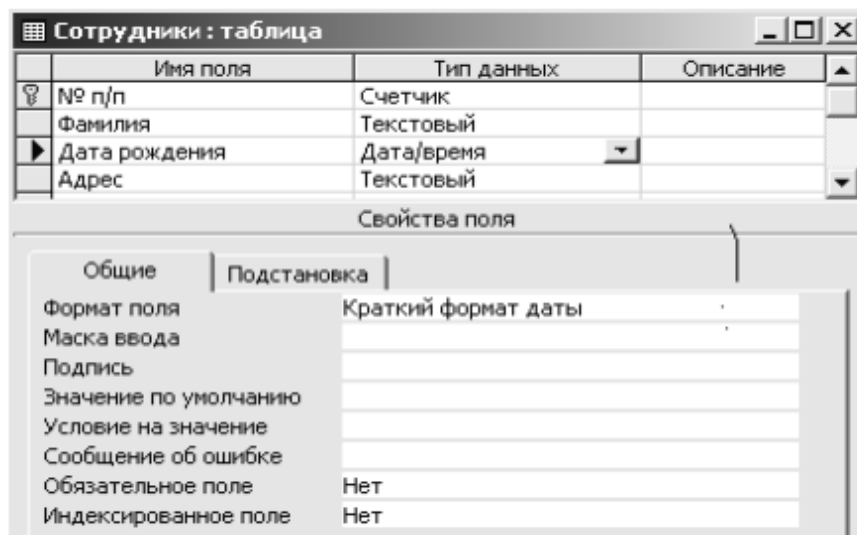 Сотрудники : таблица
Имя поля Тип данных Описание
№ п/п Счетчик
Фамилия Текстовый
Дата рождения Дата/время
Адрес Текстовый
Свойства поля
Общие Подстановка
Формат поля Краткий формат даты
Маска ввода
Подпись
Значение по умолчанию
Условие на значение
Сообщение об ошибке
Обязательное поле Нет
Индексированное поле Нет